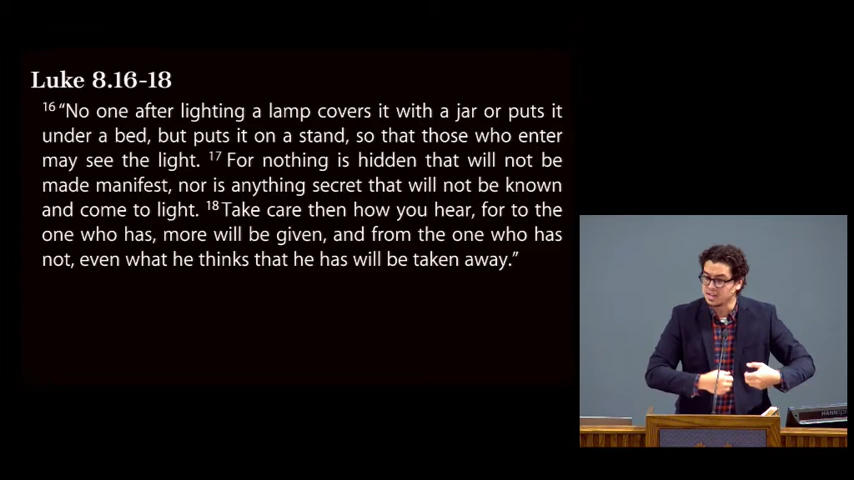 Luke 8.16-18
16 “No one after lighting a lamp covers it with a jar or puts it
under a bed, but puts it on a stand, so that those who enter
may see the light. 17 For nothing is hidden that will not be
made manifest, nor is anything secret that will not be known
and come to light. 18 Take care then how you hear, for to the
one who has, more will be given, and from the one who has
not, even what he thinks that he has will be taken away.”